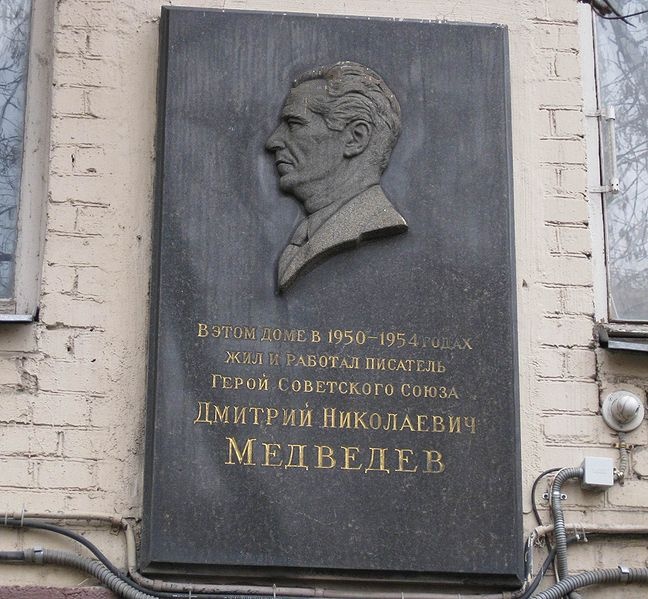 В этом доме в 1950–1954 годах
жил и работал писатель
Герой Советского Союза
Дмитрий Николаевич
Медведев